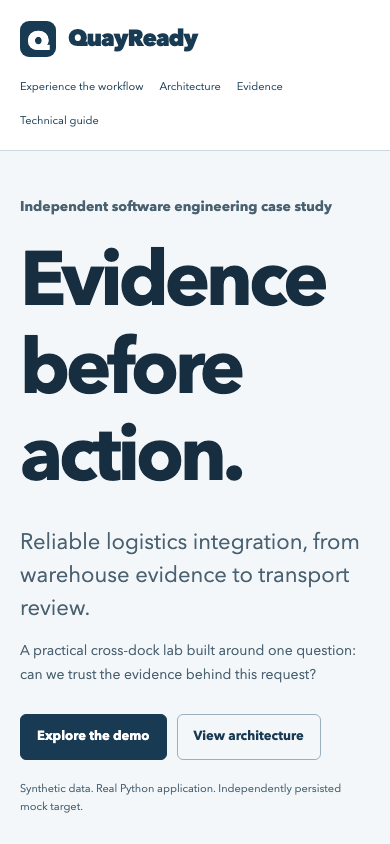 QuayReady
Experience the workflow Architecture Evidence
Technical guide
Independent software engineering case study
Evidence
before
action.
Reliable logistics integration, from
warehouse evidence to transport
review.
A practical cross-dock lab built around one question:
can we trust the evidence behind this request?
Explore the demo View architecture
Synthetic data. Real Python application. Independently persisted
mock target.